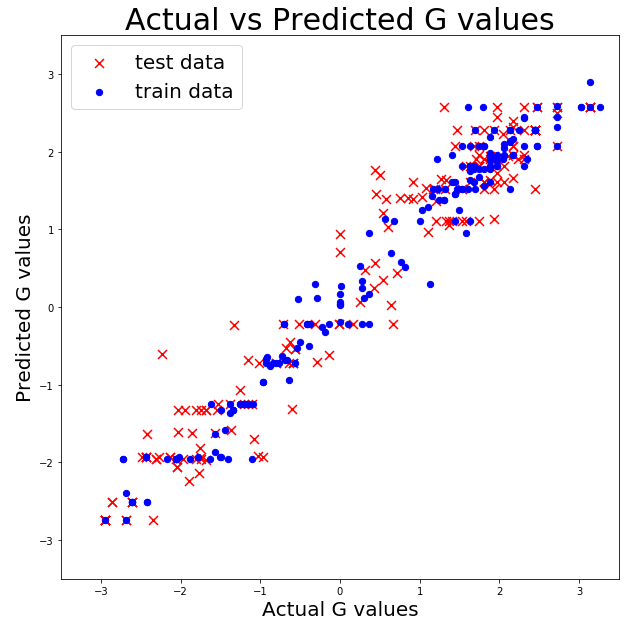 Actual vs Predicted G values
test data
train data
Predicted G values
3
2
1
0
−1
−2
−3
−3
−2
−1
0
1
2
3
Actual G values